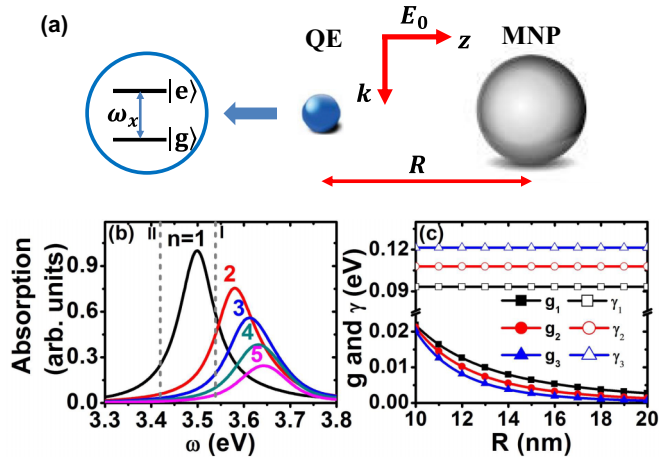 (a)
QE
E₀
z
MNP
k
|e⟩
ωₓ
|g⟩
R
(b)
II
n=1
I
2
3
4
5
0.9
0.6
0.3
0.0
Absorption
(arb. units)
3.3 3.4 3.5 3.6 3.7 3.8
ω (eV)
(c)
0.12
0.09
0.02
0.01
0.00
g and γ (eV)
g₁ γ₁
g₂ γ₂
g₃ γ₃
10 12 14 16 18 20
R (nm)